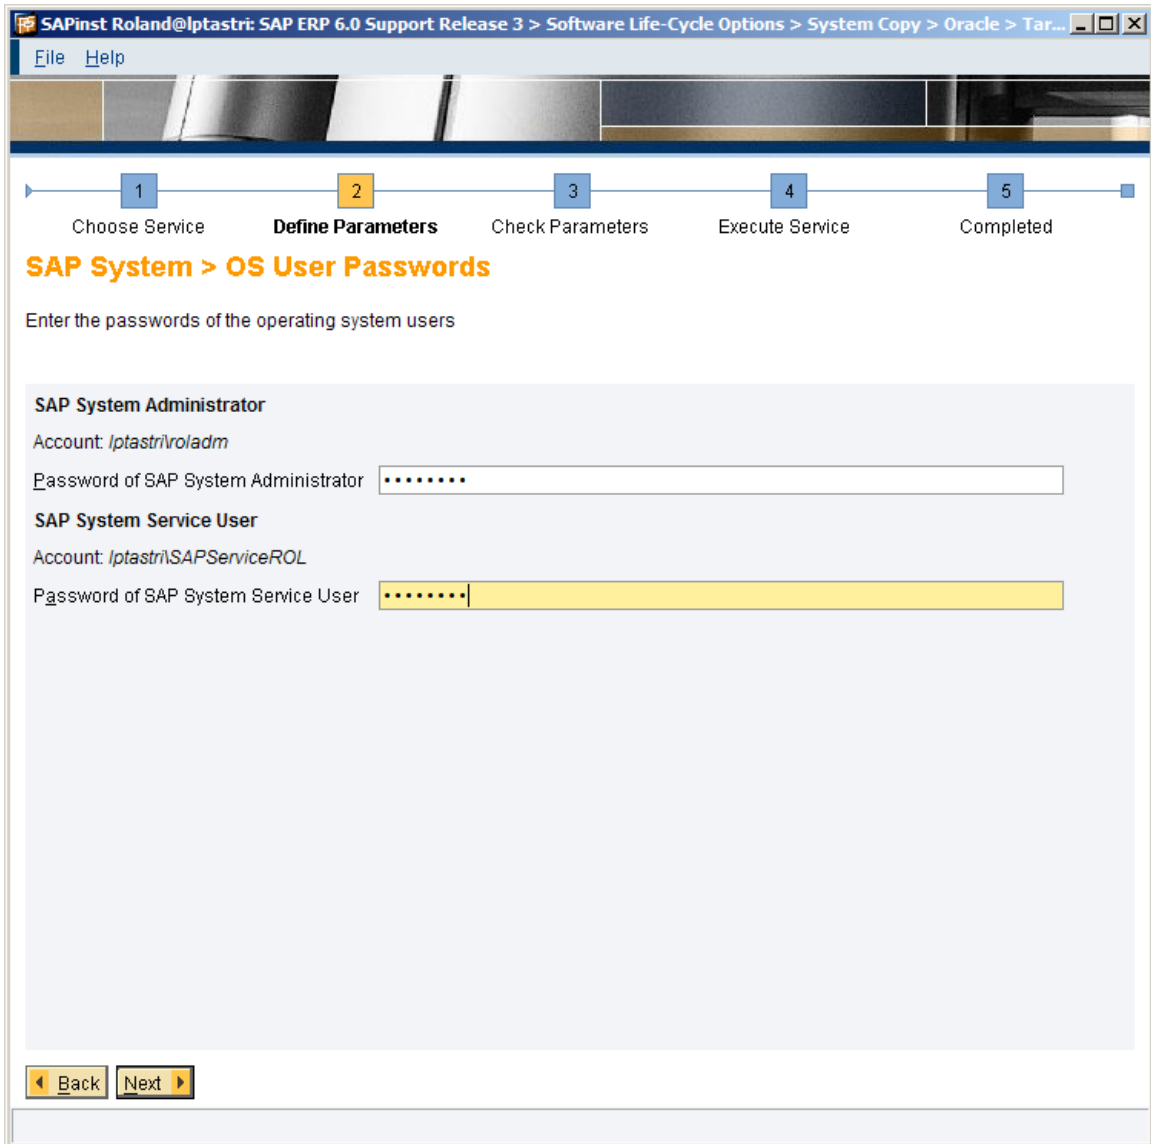 SAPinst Roland@lptastri: SAP ERP 6.0 Support Release 3 > Software Life-Cycle Options > System Copy > Oracle > Tar...
File Help
1 2 3 4 5
Choose Service Define Parameters Check Parameters Execute Service Completed
SAP System > OS User Passwords
Enter the passwords of the operating system users
SAP System Administrator
Account: lptastri\roladm
Password of SAP System Administrator ••••••••
SAP System Service User
Account: lptastri\SAPServiceROL
Password of SAP System Service User ••••••••
Back Next